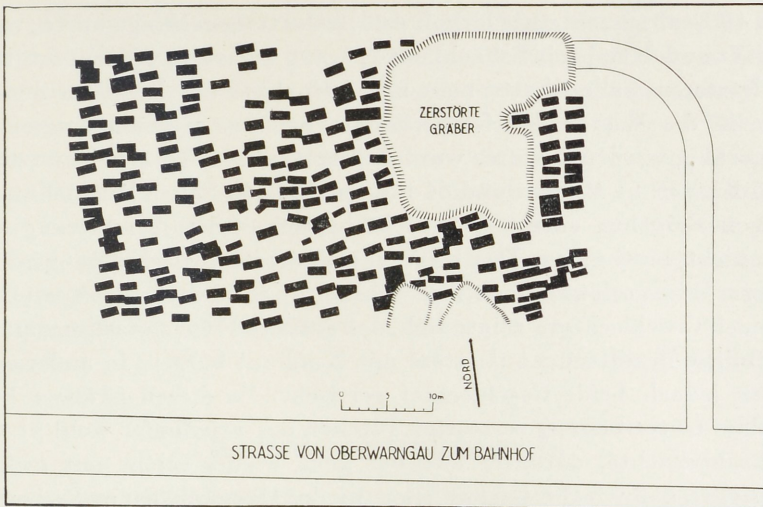 ZERSTÖRTE
GRÄBER
NORD
0 5 10m
STRASSE VON OBERWARNGAU ZUM BAHNHOF